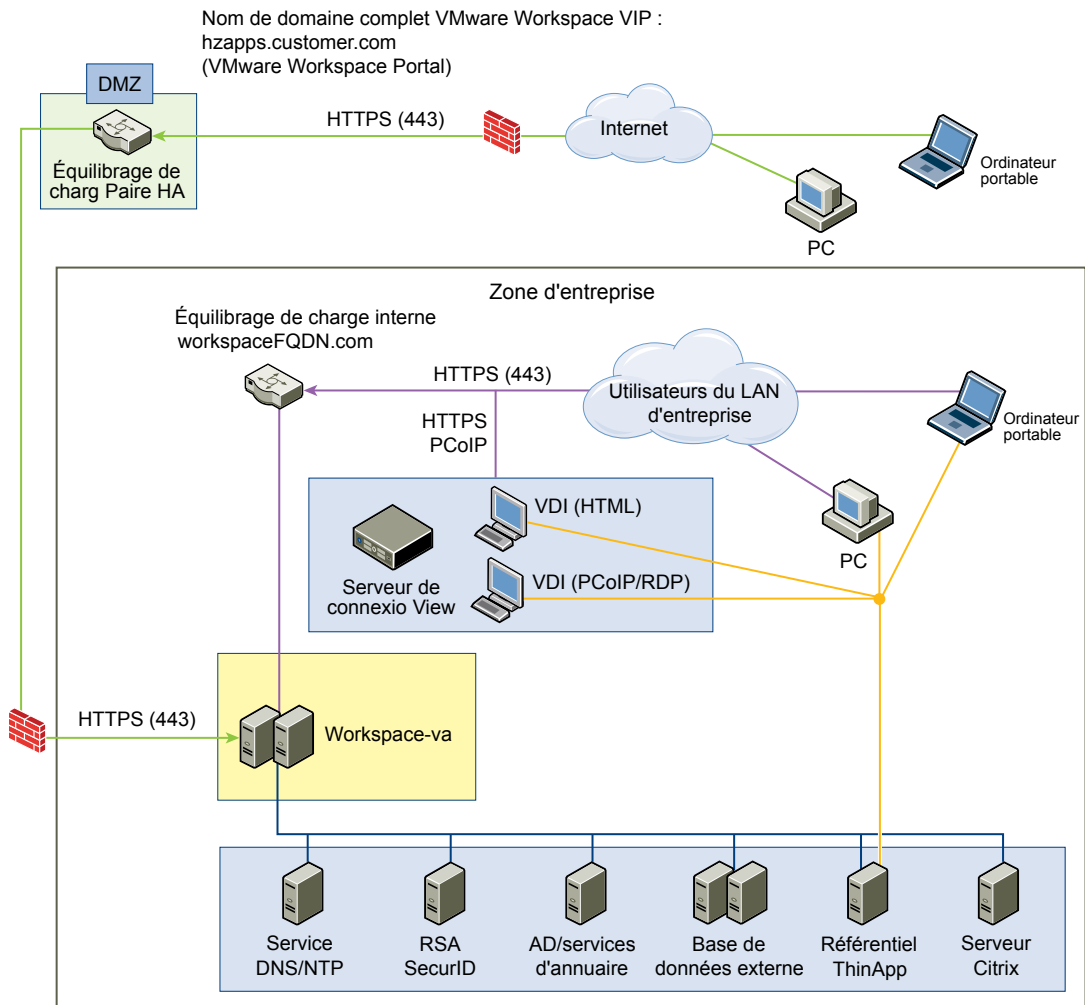 Nom de domaine complet VMware Workspace VIP :
hzapps.customer.com
(VMware Workspace Portal)
DMZ
HTTPS (443)
Internet
Équilibrage de
charg Paire HA
Ordinateur
portable
PC
Zone d'entreprise
Équilibrage de charge interne
workspaceFQDN.com
HTTPS (443)
Utilisateurs du LAN
d'entreprise
HTTPS
PCoIP
Ordinateur
portable
VDI (HTML)
PC
Serveur de
connexio View
VDI (PCoIP/RDP)
HTTPS (443)
Workspace-va
Service
DNS/NTP
RSA
SecurID
AD/services
d'annuaire
Base de
données externe
Référentiel
ThinApp
Serveur
Citrix